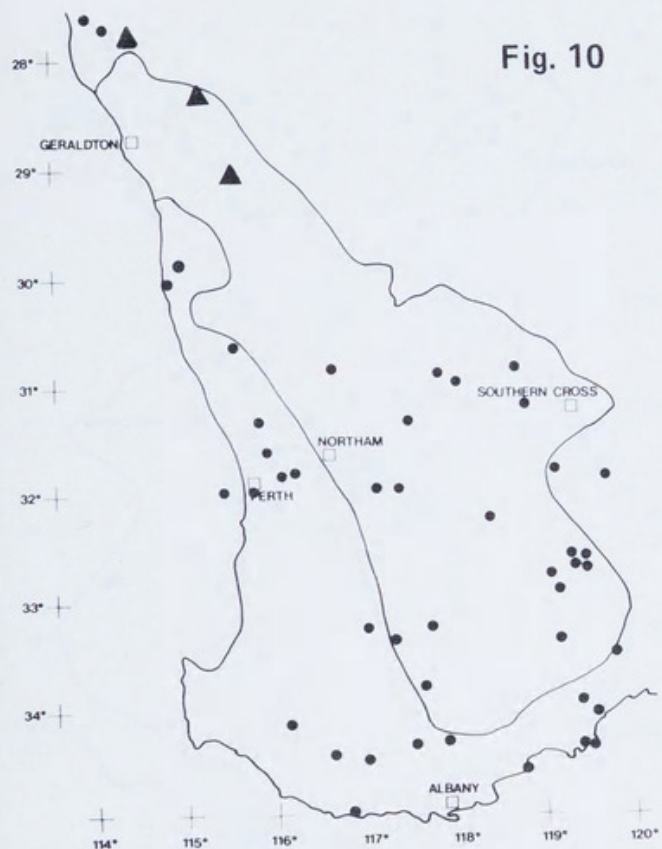 Fig. 10
28°
GERALDTON
29°
30°
31°
SOUTHERN CROSS
NORTHAM
32°
PERTH
33°
34°
ALBANY
114° 115° 116° 117° 118° 119° 120°